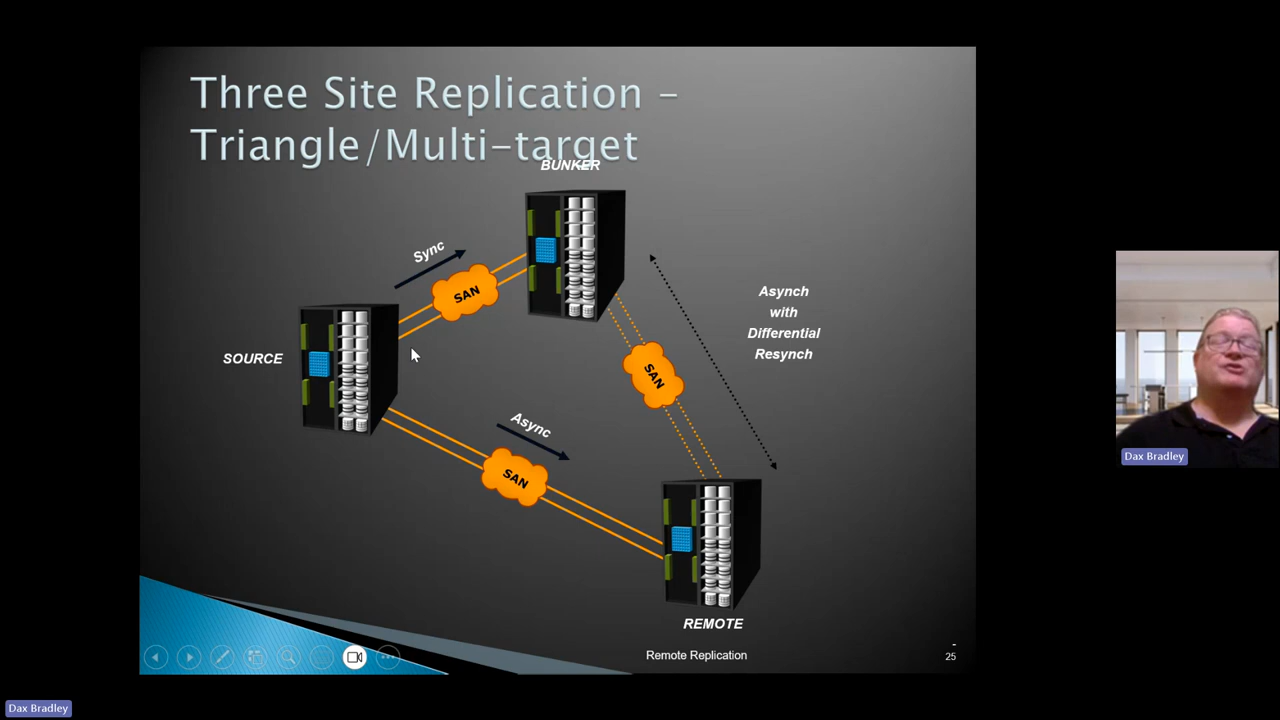 Three Site Replication –
Triangle/Multi-target
BUNKER
Sync
SAN
SOURCE
Asynch
with
Differential
Resynch
SAN
Async
SAN
REMOTE
Remote Replication
-
25
Dax Bradley
Dax Bradley